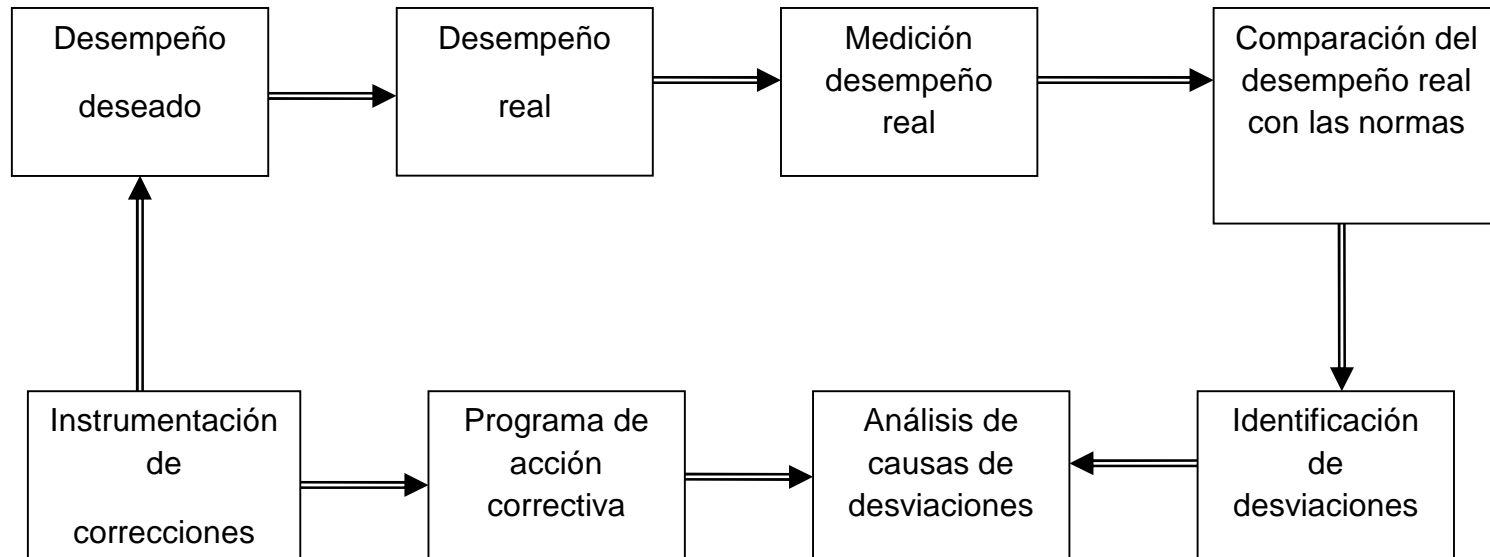 Desempeño
deseado
Desempeño
real
Medición
desempeño
real
Comparación del
desempeño real
con las normas
Instrumentación
de
correcciones
Programa de
acción
correctiva
Análisis de
causas de
desviaciones
Identificación
de
desviaciones